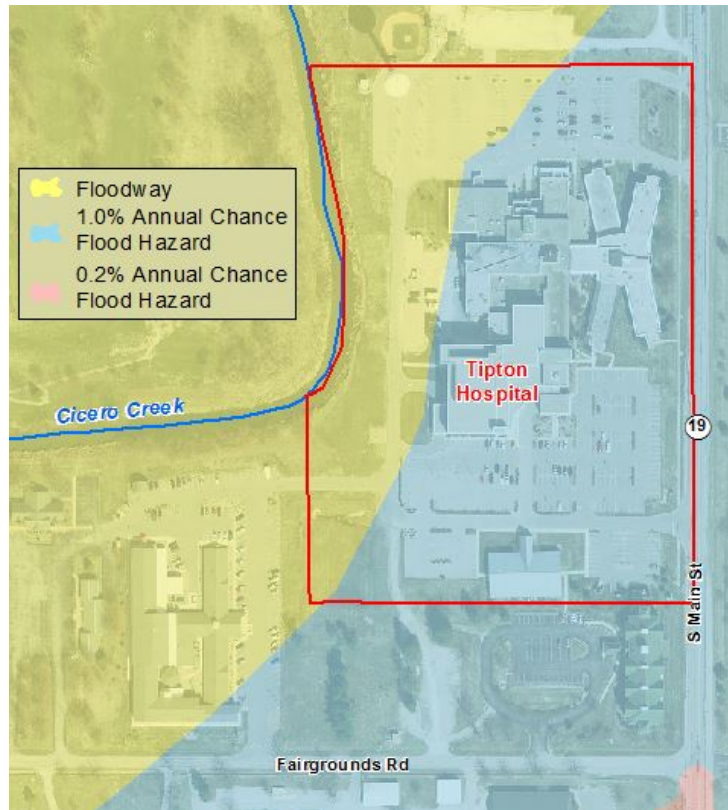 Floodway
1.0% Annual Chance
Flood Hazard
0.2% Annual Chance
Flood Hazard
Tipton
Hospital
Cicero Creek
19
S Main St
Fairgrounds Rd